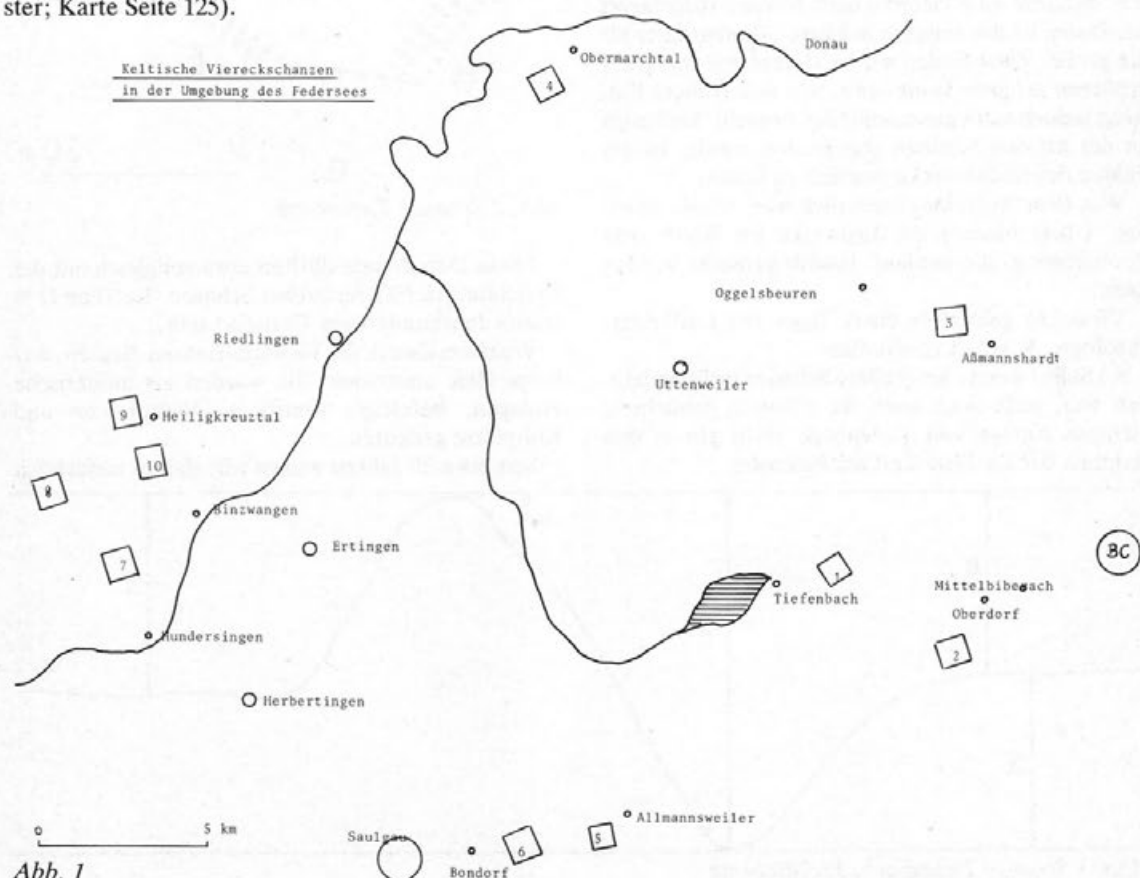 ster; Karte Seite 125).
Keltische Viereckschanzen
in der Umgebung des Federsees
Donau
Obermarchtal
4
Oggelsbeuren
3
Riedlingen
Aßmannshardt
Uttenweiler
9
Heiligkreuztal
10
8
Binzwangen
Ertingen
BC
7
1
Tiefenbach
Mittelbiberach
Oberdorf
Hundersingen
2
Herbertingen
0
5 km
Allmannsweiler
Saulgau
5
6
Bondorf
Abb. 1